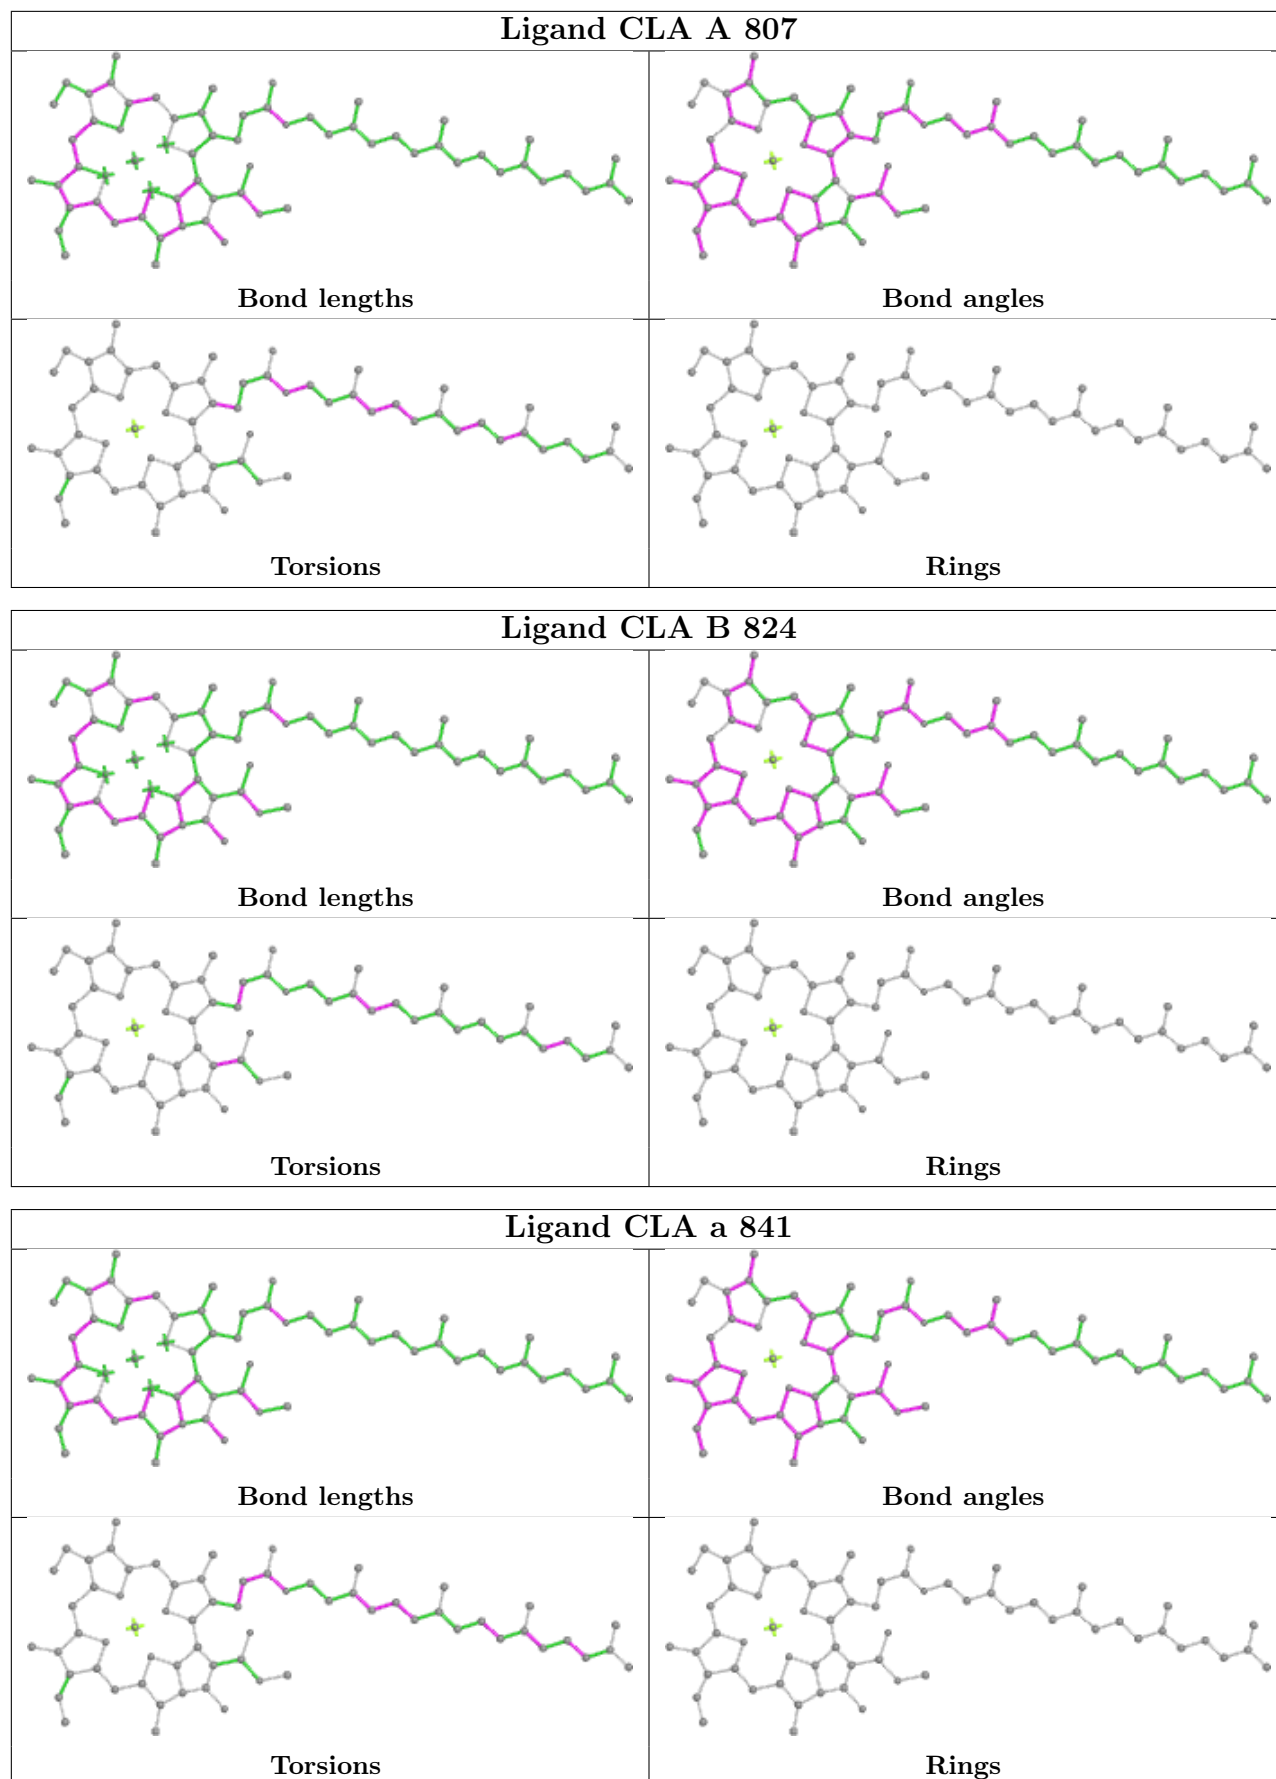 Ligand CLA A 807
Bond lengths
Bond angles
Torsions
Rings
Ligand CLA B 824
Bond lengths
Bond angles
Torsions
Rings
Ligand CLA a 841
Bond lengths
Bond angles
Torsions
Rings